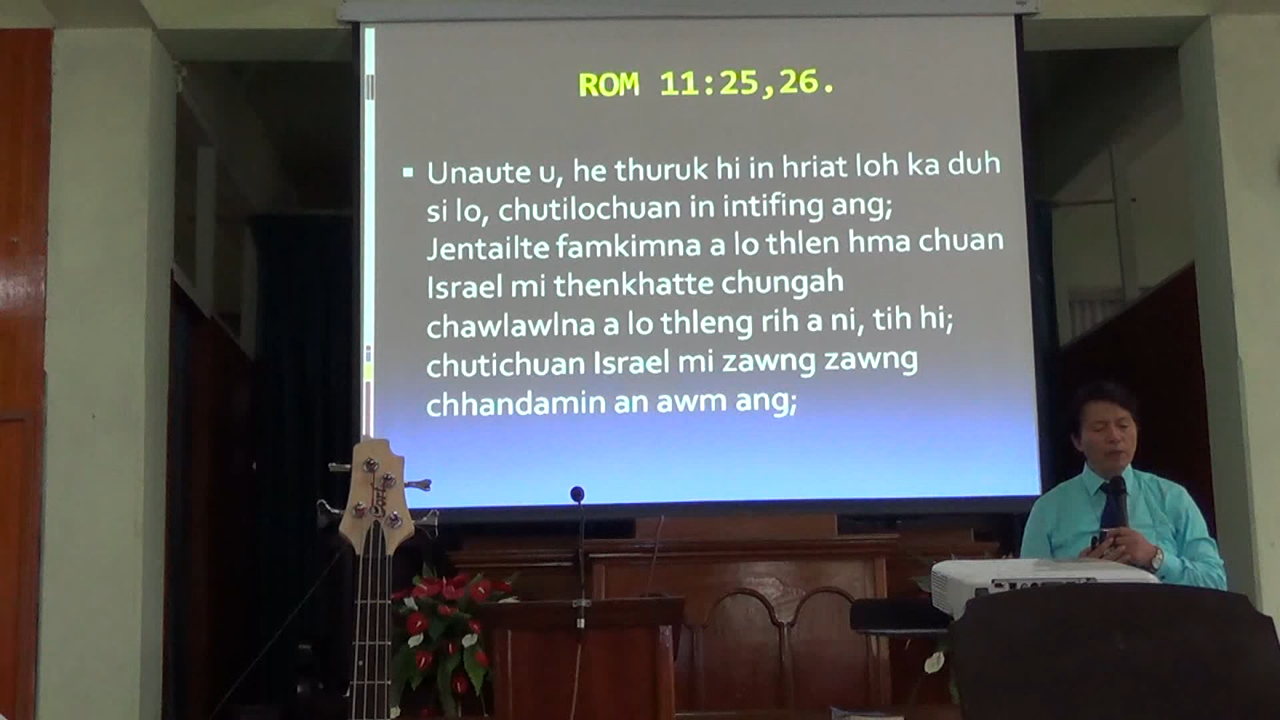 ROM 11:25,26.
Unaute u, he thuruk hi in hriat loh ka duh
si lo, chutilochuan in intifing ang;
Jentailte famkimna a lo thlen hma chuan
Israel mi thenkhatte chungah
chawlawlna a lo thleng rih a ni, tih hi;
chutichuan Israel mi zawng zawng
chhandamin an awm ang;
Cort